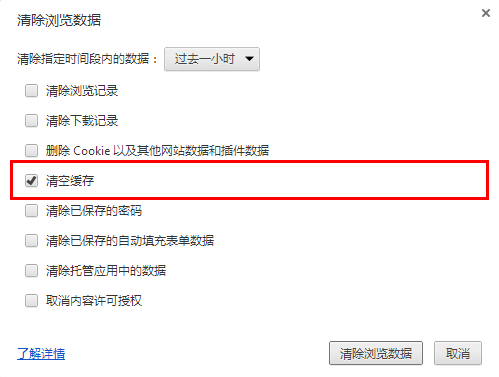 清除浏览数据
清除指定时间段内的数据： 过去一小时
清除浏览记录
清除下载记录
删除 Cookie 以及其他网站数据和插件数据
清空缓存
清除已保存的密码
清除已保存的自动填充表单数据
清除托管应用中的数据
取消内容许可授权
了解详情 清除浏览数据 取消